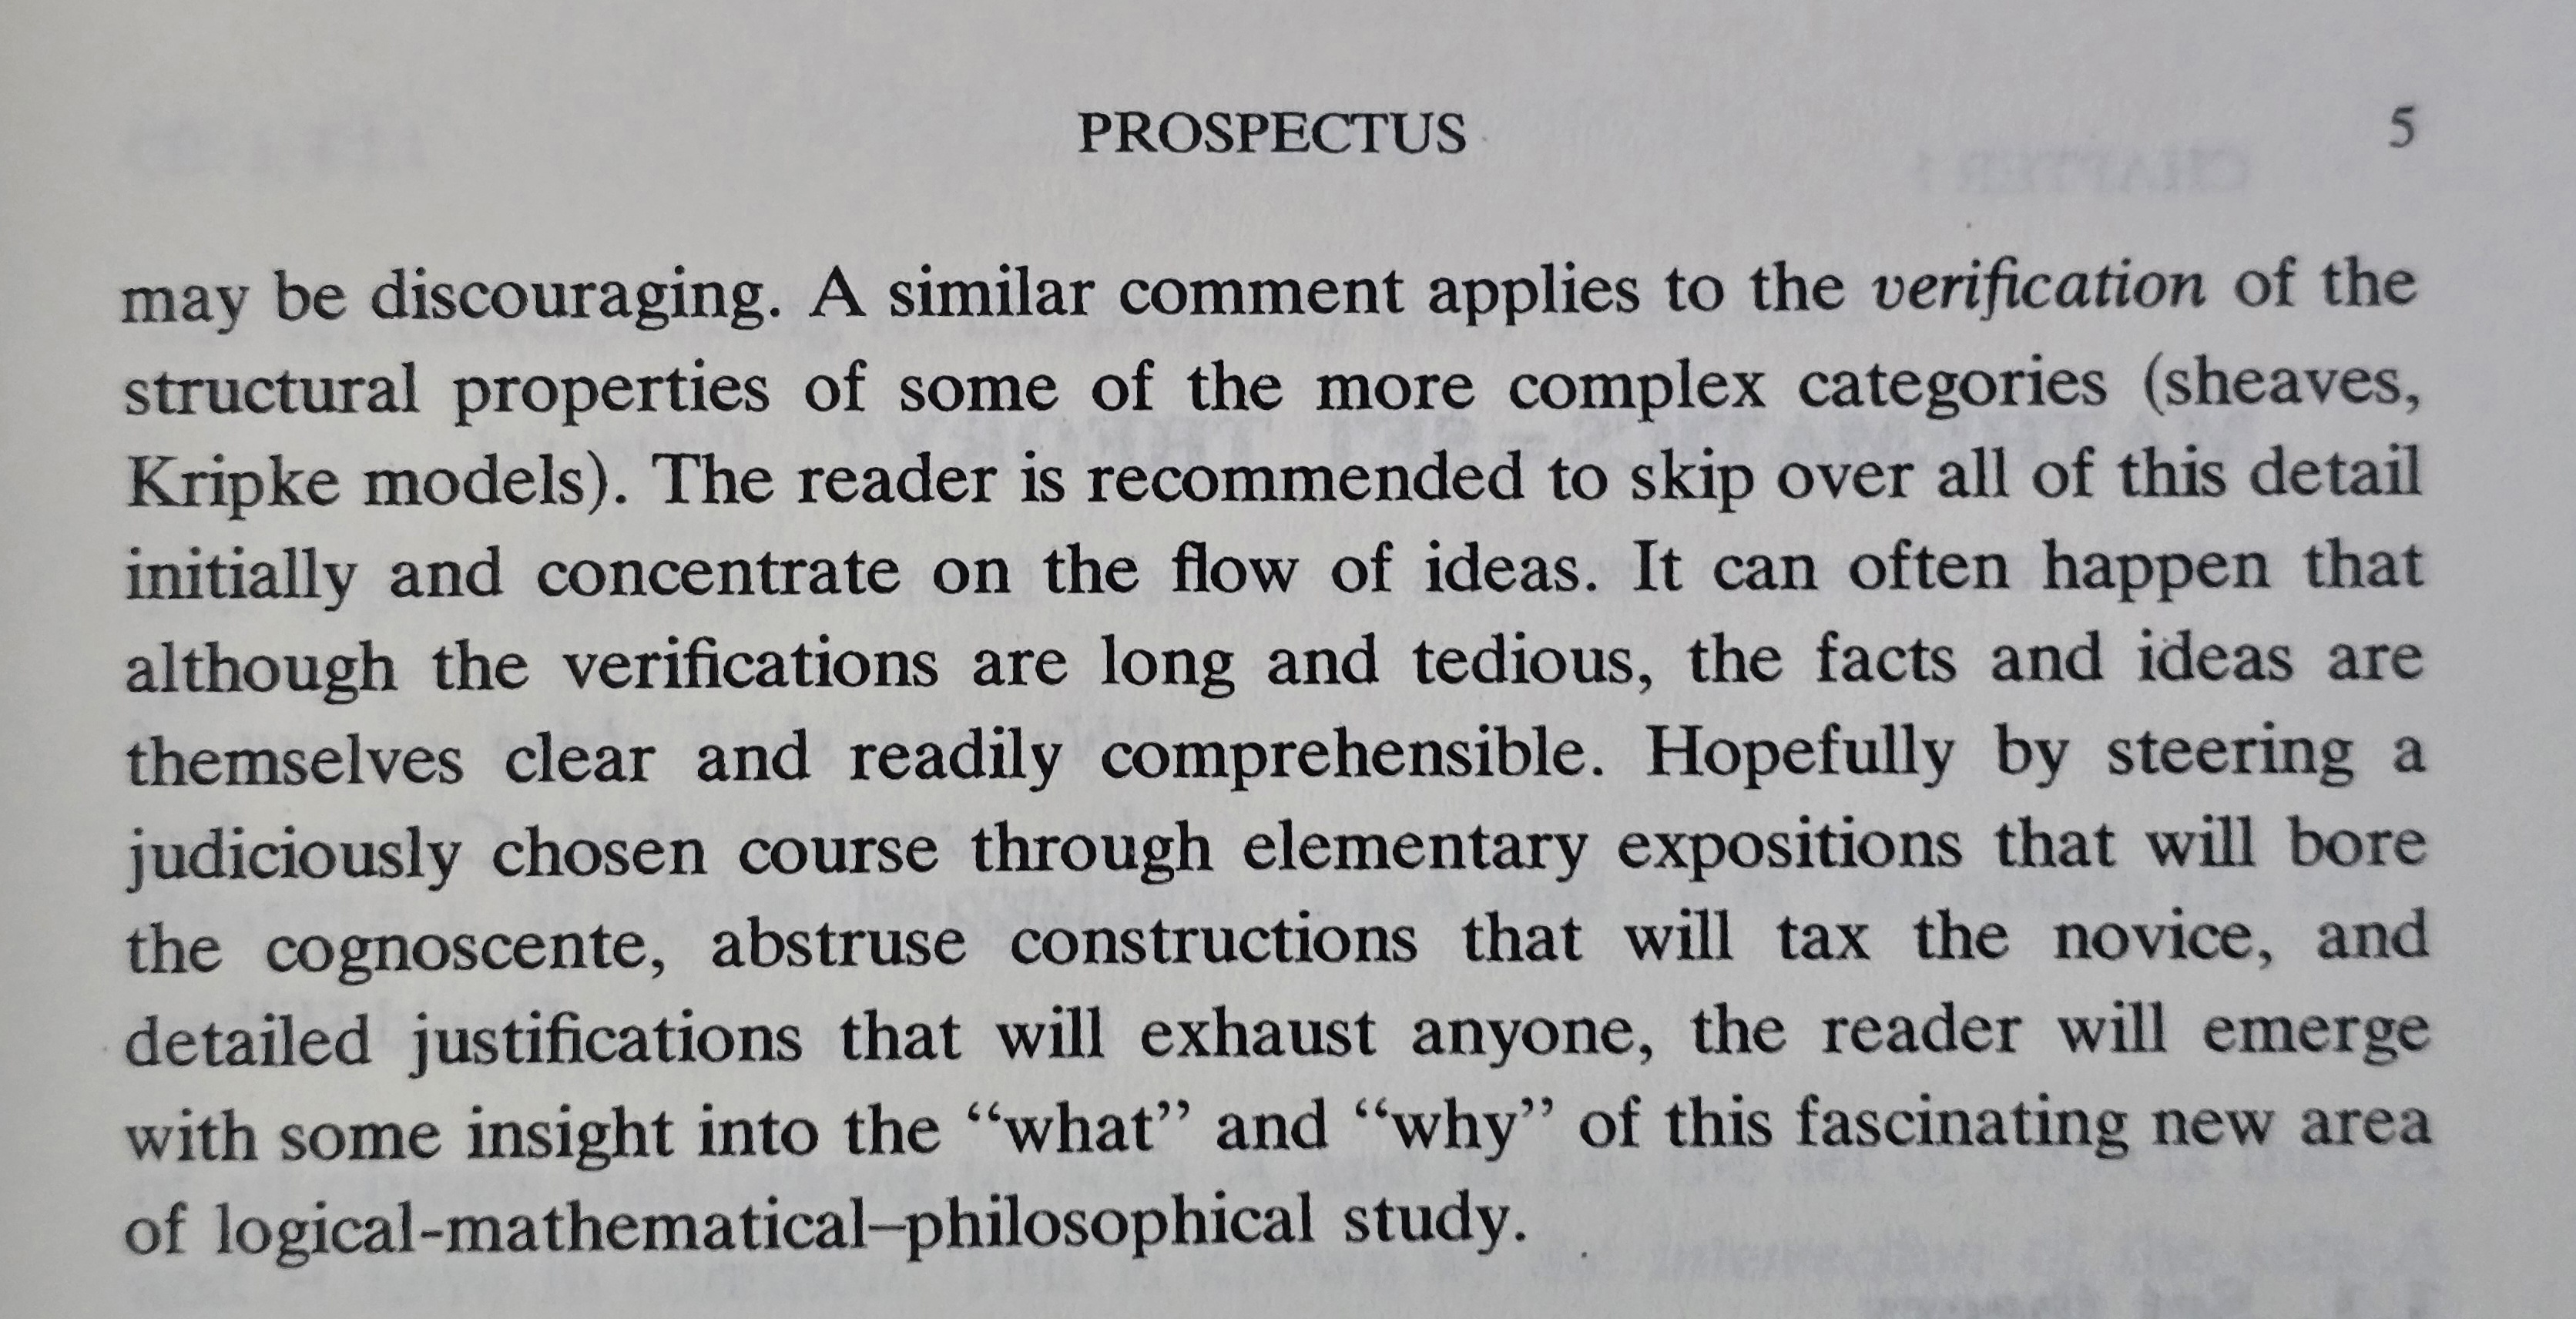 PROSPECTUS 5
may be discouraging. A similar comment applies to the verification of the
structural properties of some of the more complex categories (sheaves,
Kripke models). The reader is recommended to skip over all of this detail
initially and concentrate on the flow of ideas. It can often happen that
although the verifications are long and tedious, the facts and ideas are
themselves clear and readily comprehensible. Hopefully by steering a
judiciously chosen course through elementary expositions that will bore
the cognoscente, abstruse constructions that will tax the novice, and
detailed justifications that will exhaust anyone, the reader will emerge
with some insight into the “what” and “why” of this fascinating new area
of logical-mathematical–philosophical study.